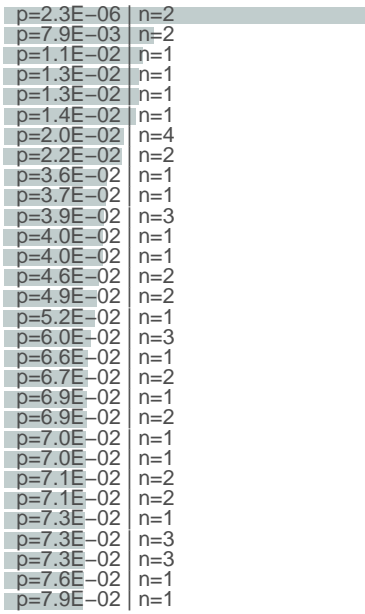 p=2.3E−06 | n=2
p=7.9E−03 | n=2
p=1.1E−02 | n=1
p=1.3E−02 | n=1
p=1.3E−02 | n=1
p=1.4E−02 | n=1
p=2.0E−02 | n=4
p=2.2E−02 | n=2
p=3.6E−02 | n=1
p=3.7E−02 | n=1
p=3.9E−02 | n=3
p=4.0E−02 | n=1
p=4.0E−02 | n=1
p=4.6E−02 | n=2
p=4.9E−02 | n=2
p=5.2E−02 | n=1
p=6.0E−02 | n=3
p=6.6E−02 | n=1
p=6.7E−02 | n=2
p=6.9E−02 | n=1
p=6.9E−02 | n=2
p=7.0E−02 | n=1
p=7.0E−02 | n=1
p=7.1E−02 | n=2
p=7.1E−02 | n=2
p=7.3E−02 | n=1
p=7.3E−02 | n=3
p=7.3E−02 | n=3
p=7.6E−02 | n=1
p=7.9E−02 | n=1